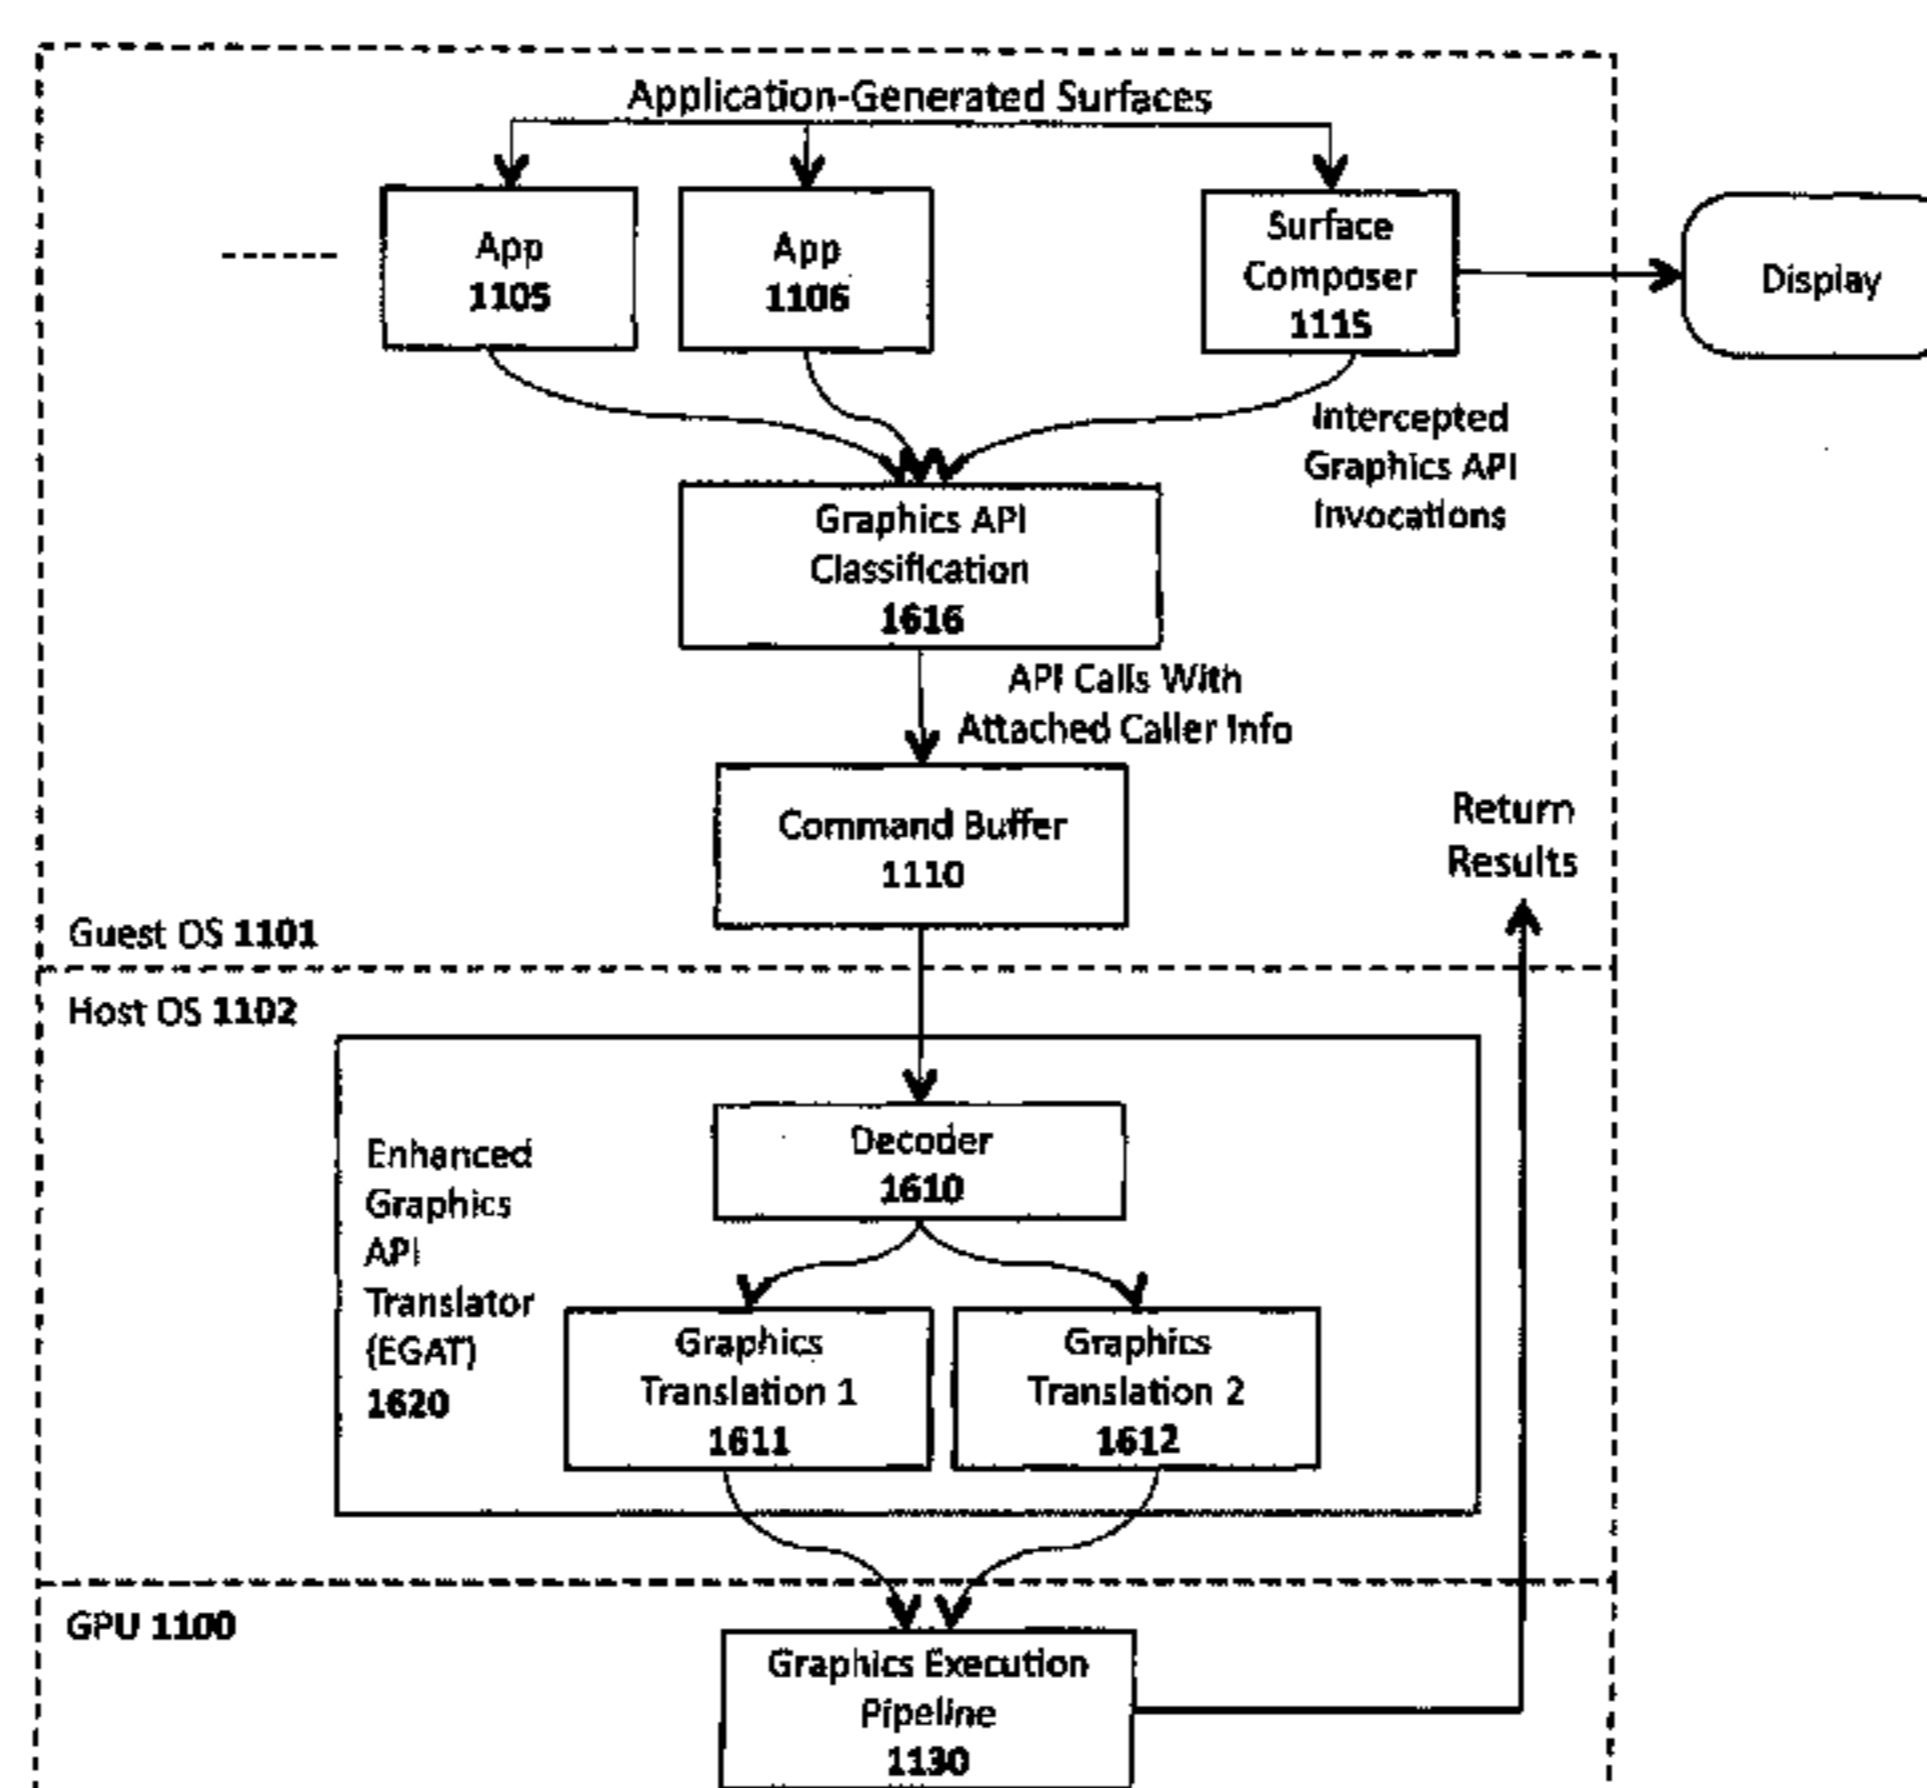 Application-Generated Surfaces
App
1105
App
1106
Surface
Composer
1115
Display
Intercepted
Graphics API
Invocations
Graphics API
Classification
1616
API Calls With
Attached Caller Info
Command Buffer
1110
Return
Results
Guest OS 1101
Host OS 1102
Decoder
1610
Enhanced
Graphics
API
Translator
(EGAT)
1620
Graphics
Translation 1
1611
Graphics
Translation 2
1612
GPU 1100
Graphics Execution
Pipeline
1130